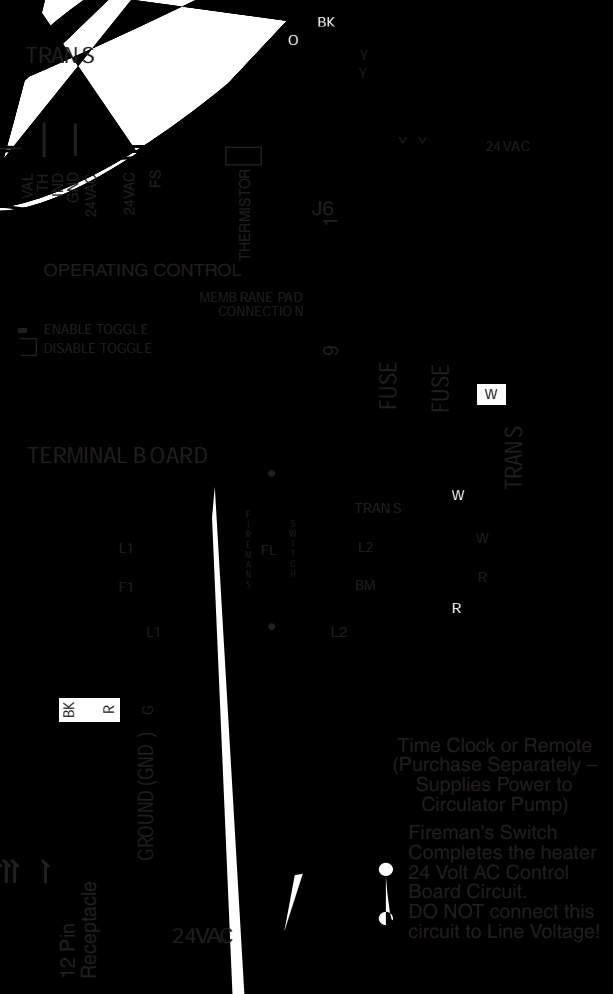 BK
O
TRANS
Y
Y
24VAC
VAL
TH
GND
24VAC
24VAC
FS
THERMISTOR
J6
1
OPERATING CONTROL
MEMBRANE PAD
CONNECTION
ENABLE TOGGLE
DISABLE TOGGLE
9
FUSE
FUSE
W
TRANS
TERMINAL BOARD
W
TRANS
FIREMANS
SWITCH
FL
L1
L2
W
F1
BM
R
R
L1
L2
BK
R
G
GROUND (GND)
Time Clock or Remote
(Purchase Separately –
Supplies Power to
Circulator Pump)
Fireman's Switch
Completes the heater
24 Volt AC Control
Board Circuit.
DO NOT connect this
circuit to Line Voltage!
12 Pin
Receptacle
24VAC